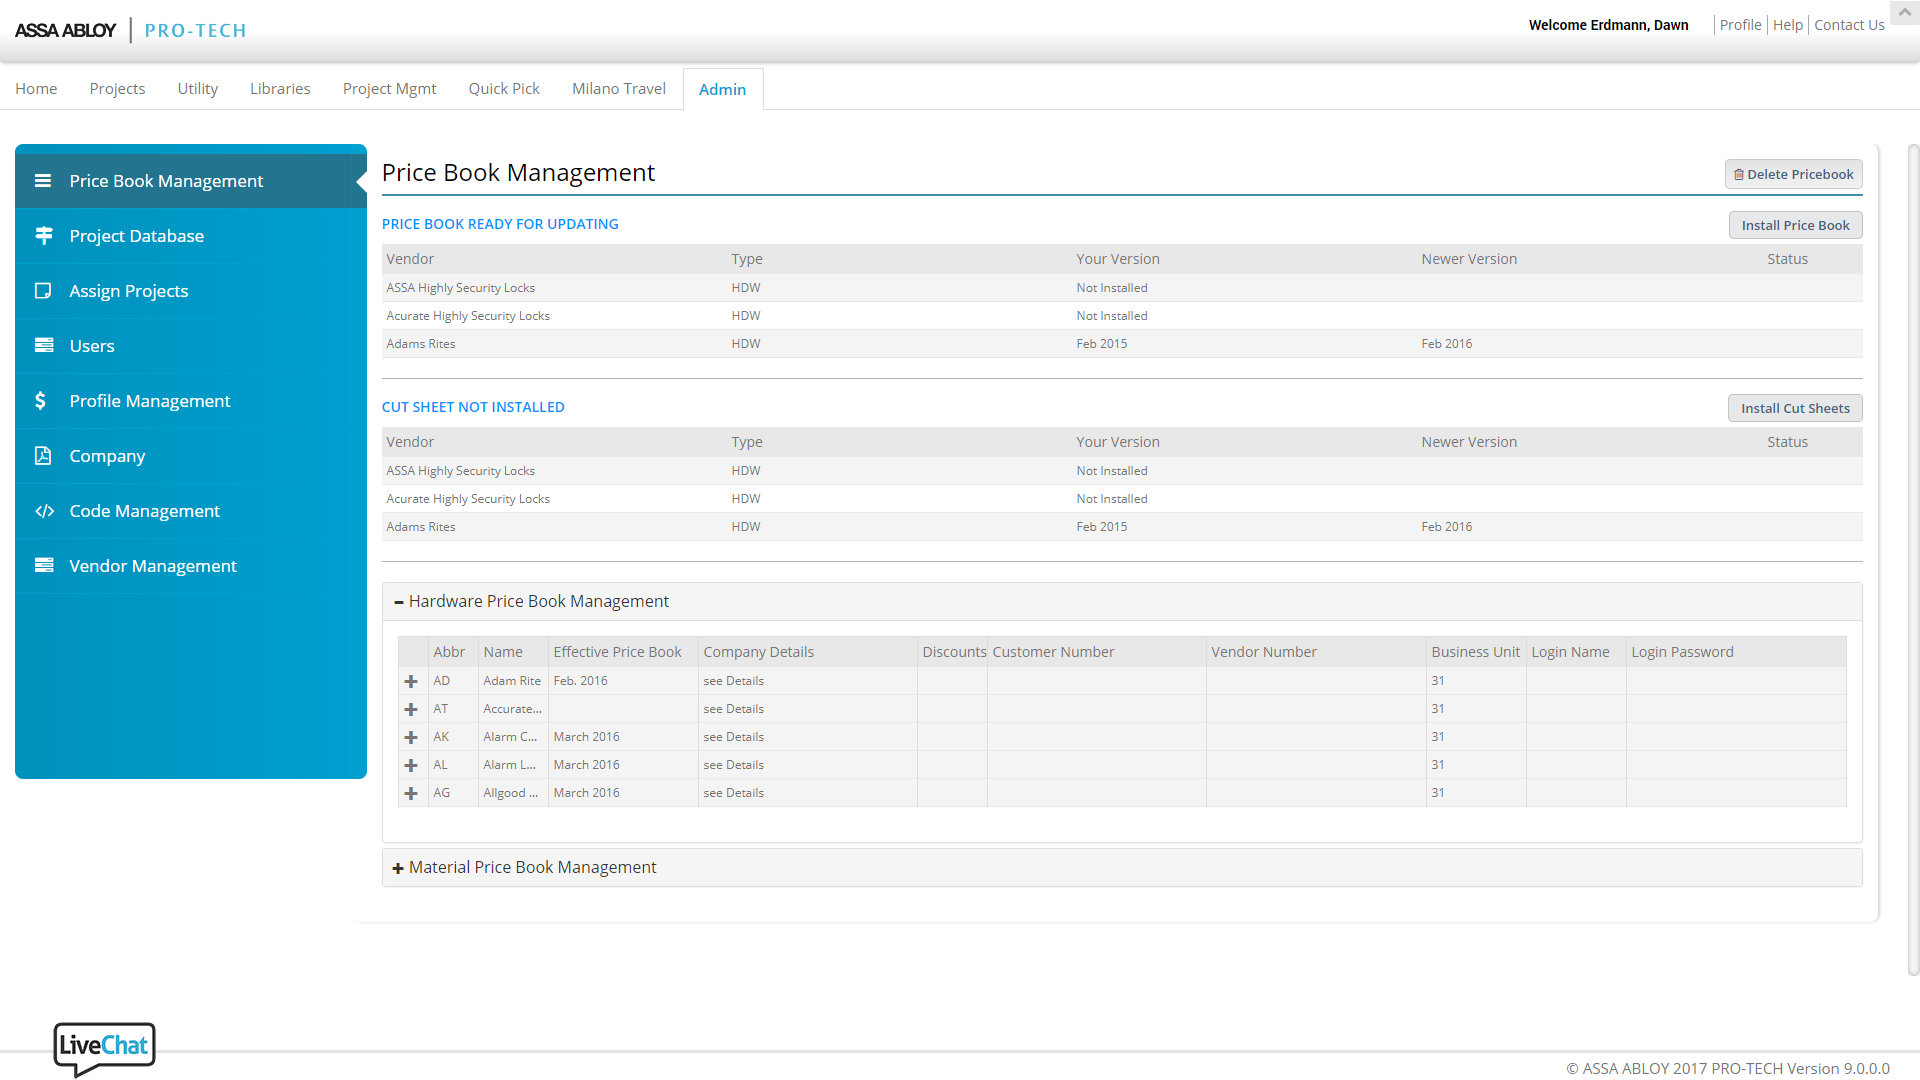 ASSA ABLOY | PRO-TECH
Welcome Erdmann, Dawn
Profile | Help | Contact Us
Home Projects Utility Libraries Project Mgmt Quick Pick Milano Travel Admin
Price Book Management
Project Database
Assign Projects
Users
Profile Management
Company
Code Management
Vendor Management
Price Book Management
Delete Pricebook
PRICE BOOK READY FOR UPDATING
Install Price Book
Vendor Type Your Version Newer Version Status
ASSA Highly Security Locks HDW Not Installed
Acurate Highly Security Locks HDW Not Installed
Adams Rites HDW Feb 2015 Feb 2016
CUT SHEET NOT INSTALLED
Install Cut Sheets
Vendor Type Your Version Newer Version Status
ASSA Highly Security Locks HDW Not Installed
Acurate Highly Security Locks HDW Not Installed
Adams Rites HDW Feb 2015 Feb 2016
Hardware Price Book Management
Abbr Name Effective Price Book Company Details Discounts Customer Number Vendor Number Business Unit Login Name Login Password
AD Adam Rite Feb. 2016 see Details 31
AT Accurate... see Details 31
AK Alarm C... March 2016 see Details 31
AL Alarm L... March 2016 see Details 31
AG Allgood ... March 2016 see Details 31
Material Price Book Management
LiveChat
© ASSA ABLOY 2017 PRO-TECH Version 9.0.0.0